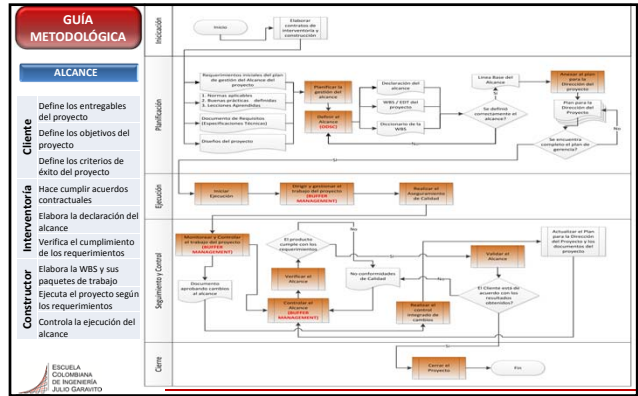 GUÍA
METODOLÓGICA
ALCANCE
Cliente
Define los entregables
del proyecto
Define los objetivos del
proyecto
Define los criterios de
éxito del proyecto
Interventoría
Hace cumplir acuerdos
contractuales
Elabora la declaración del
alcance
Verifica el cumplimiento
de los requerimientos
Constructor
Elabora la WBS y sus
paquetes de trabajo
Ejecuta el proyecto según
los requerimientos
Controla la ejecución del
alcance
ESCUELA
COLOMBIANA
DE INGENIERÍA
JULIO GARAVITO
Iniciación
Inicio
Elaborar
contratos de
interventoría y
construcción
Planificación
Requerimientos iniciales del plan
de gestión del Alcance del
proyecto
1. Normas aplicables
2. Buenas prácticas definidas
3. Lecciones Aprendidas
Documento de Requisitos
(Especificaciones Técnicas)
Diseños del proyecto
Planificar la
gestión del
alcance
Definir el
Alcance
Declaración del
alcance
WBS / EDT del
proyecto
Diccionario de la
WBS
Línea Base del
Alcance
Se definió
correctamente el
alcance?
No
Anexar al plan
para la
Dirección del
proyecto
Plan para la
Dirección del
Proyecto
Se encuentra
completo el plan
de gerencia?
No
Ejecución
Iniciar
Ejecución
Dirigir y gestionar el
trabajo del proyecto
(BUFFER
MANAGEMENT)
Realizar el
Aseguramiento
de Calidad
Seguimiento y Control
Monitorear y Controlar
el trabajo del proyecto
(BUFFER
MANAGEMENT)
Documento
aprobando cambios
al alcance
El producto
cumple con los
requerimientos
No
Verificar el
Alcance
Controlar el
Alcance
(BUFFER
MANAGEMENT)
No conformidades
de Calidad
Realizar el
control
integrado de
cambios
Validar el
Alcance
El Cliente está de
acuerdo con los
resultados
obtenidos?
Actualizar el Plan
para la Dirección
del Proyecto y los
documentos del
proyecto
Cierre
Cerrar el
Proyecto
Fin